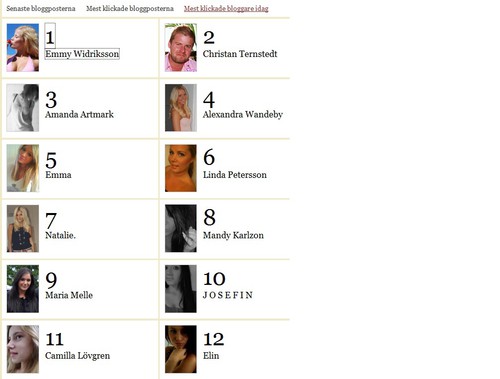 Senaste bloggposterna Mest klickade bloggposterna Mest klickade bloggare idag
1
Emmy Widriksson
2
Christan Ternstedt
3
Amanda Artmark
4
Alexandra Wandeby
5
Emma
6
Linda Petersson
7
Natalie.
8
Mandy Karlzon
9
Maria Melle
10
J O S E F I N
11
Camilla Lövgren
12
Elin